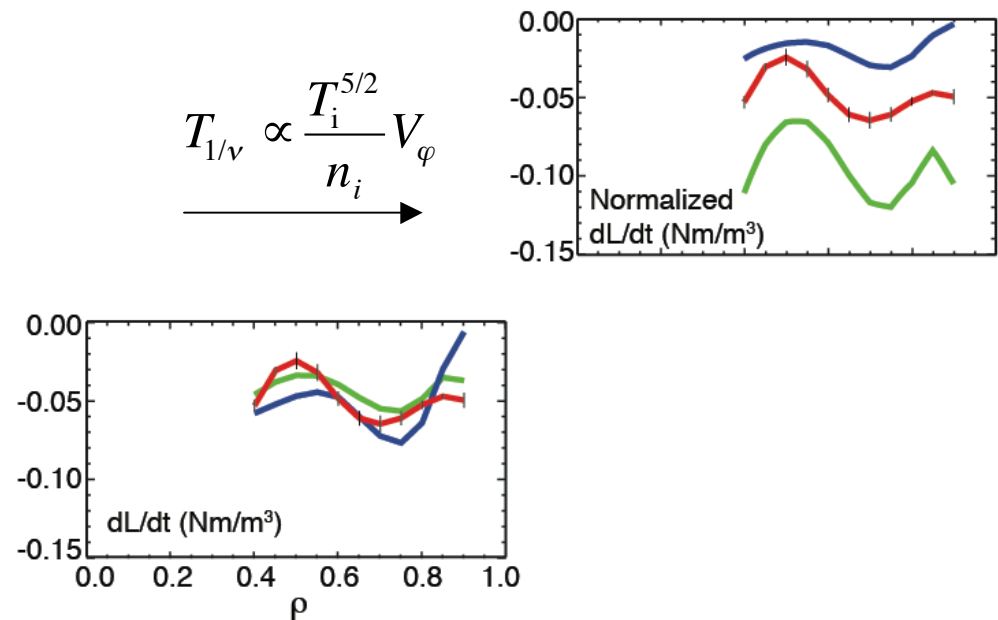 T1/ν ∝ Ti^5/2 / ni Vφ
0.00
-0.05
-0.10
-0.15
Normalized
dL/dt (Nm/m³)
0.00
-0.05
-0.10
-0.15
dL/dt (Nm/m³)
0.0 0.2 0.4 0.6 0.8 1.0
ρ